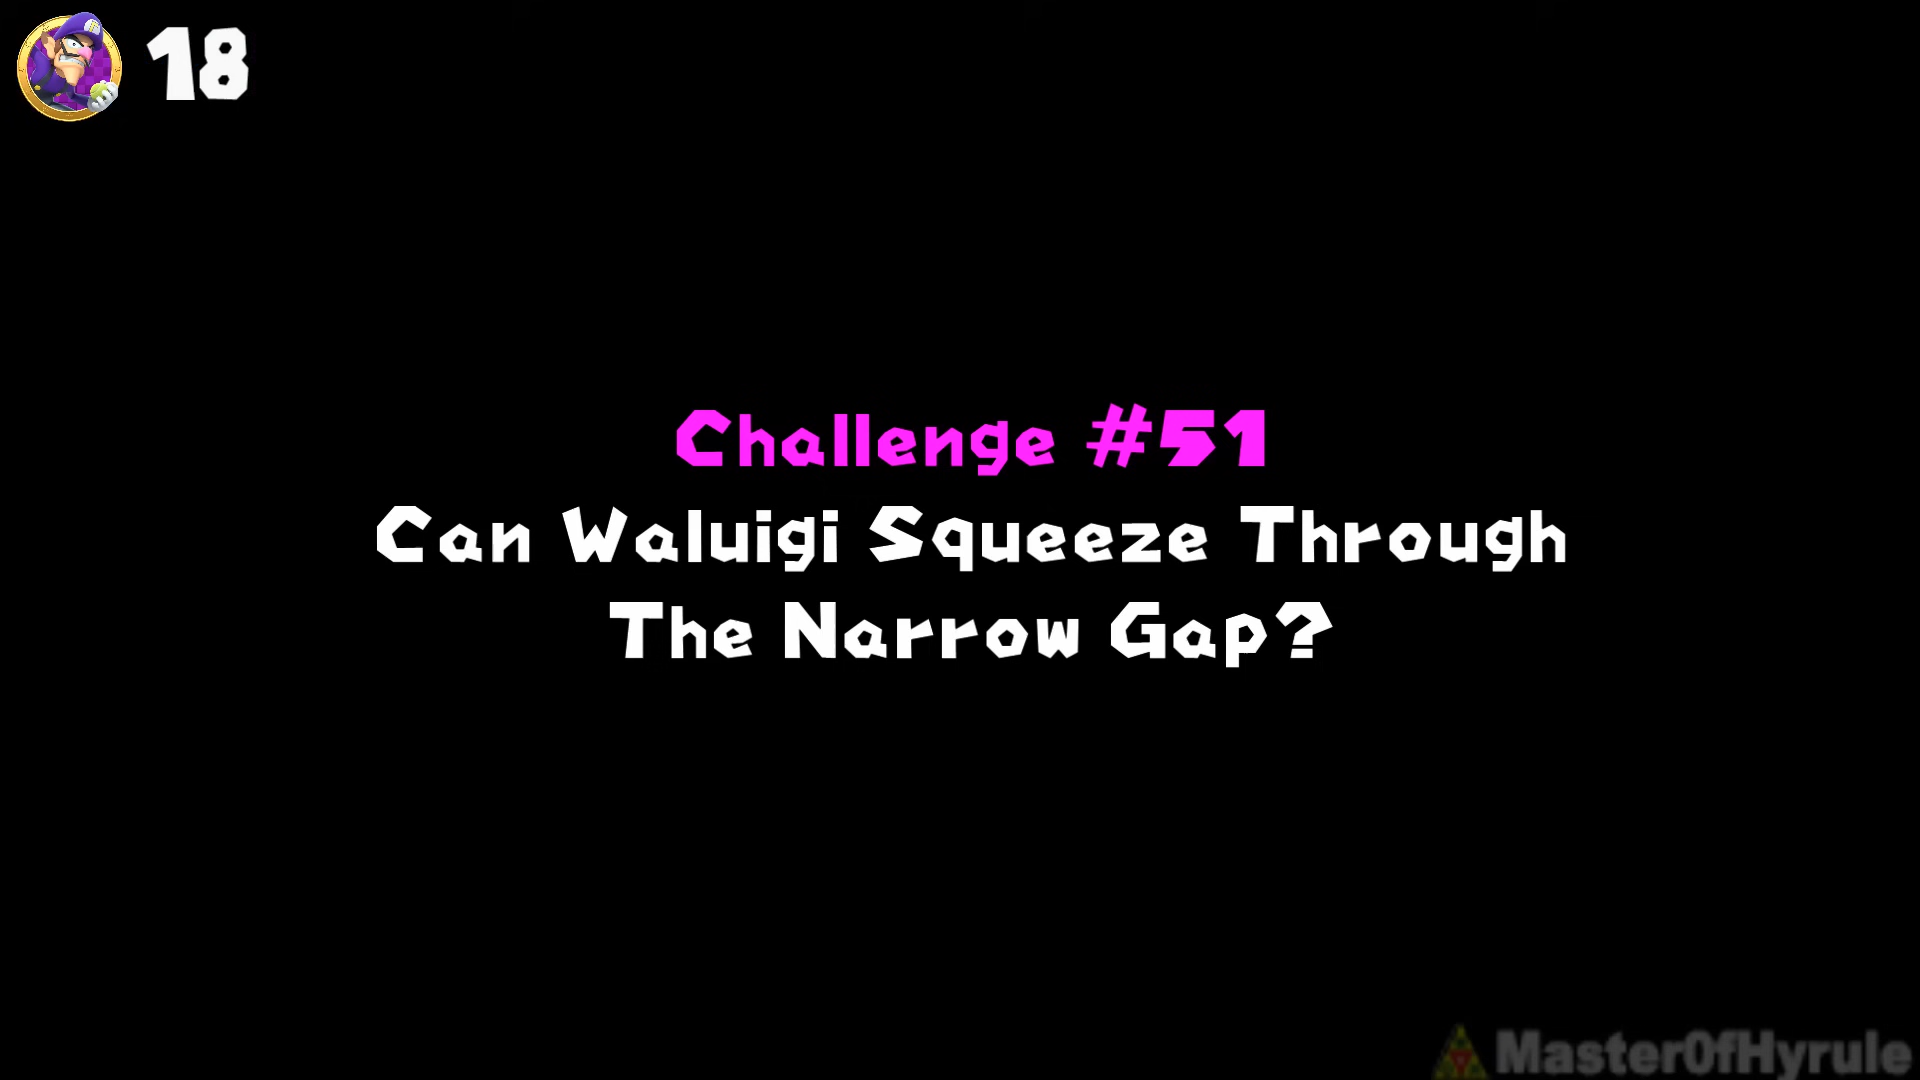 18
Challenge #51
Can Waluigi Squeeze Through
The Narrow Gap?
MasterOfHyrule